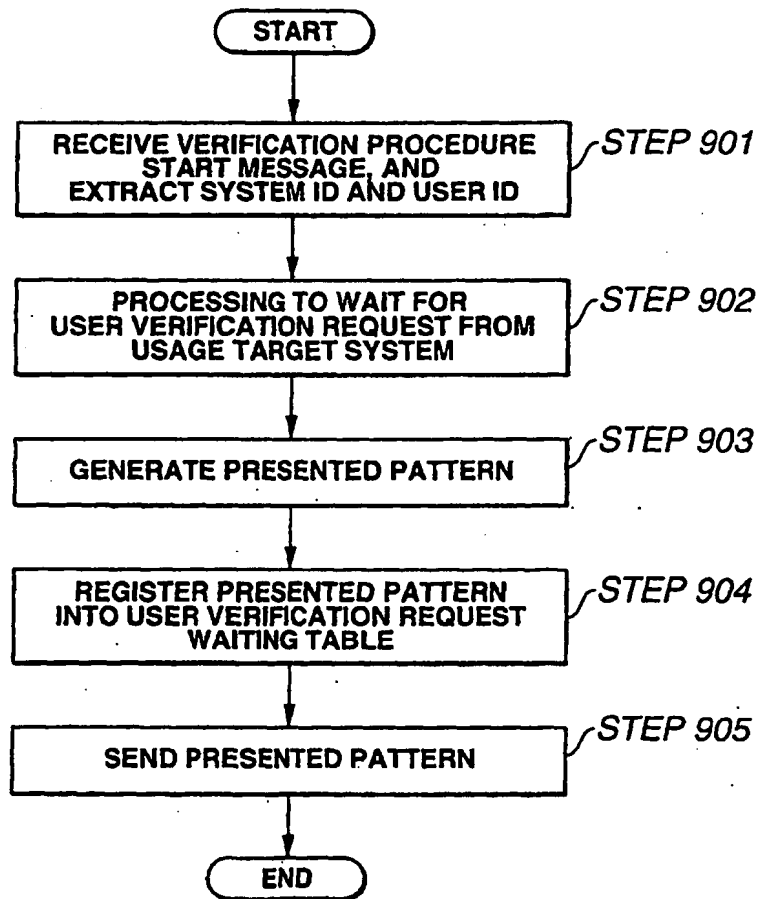 START
RECEIVE VERIFICATION PROCEDURE
START MESSAGE, AND
EXTRACT SYSTEM ID AND USER ID
STEP 901
PROCESSING TO WAIT FOR
USER VERIFICATION REQUEST FROM
USAGE TARGET SYSTEM
STEP 902
GENERATE PRESENTED PATTERN
STEP 903
REGISTER PRESENTED PATTERN
INTO USER VERIFICATION REQUEST
WAITING TABLE
STEP 904
SEND PRESENTED PATTERN
STEP 905
END